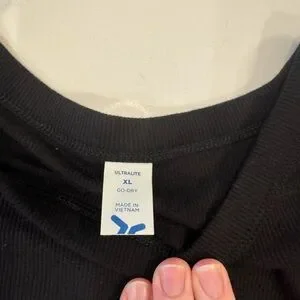 ULTRALITE
XL
GO-DRY
MADE IN
VIETNAM